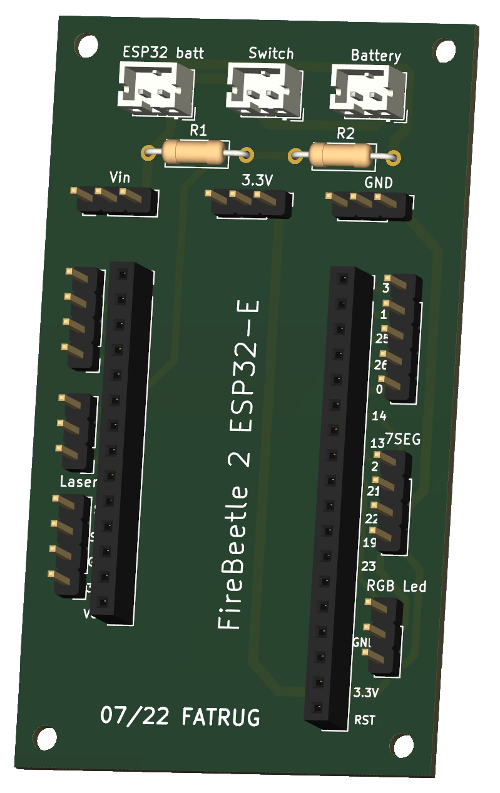 ESP32 batt
Switch
Battery
R1
R2
Vin
3.3V
GND
3
1
25
26
0
14
13
7SEG
2
21
22
19
23
Laser
FireBeetle 2 ESP32-E
RGB Led
3.3V
RST
07/22 FATRUG